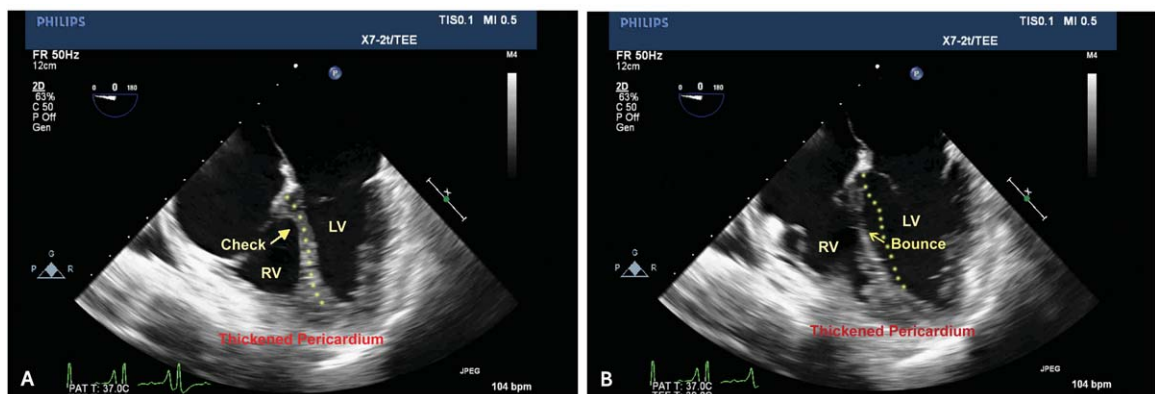 PHILIPS
TIS0.1 MI 0.5
X7-2t/TEE
FR 50Hz
12cm
M4
2D
63%
C 50
P Off
Gen
0 0 180
P
Check
LV
RV
G
P R
Thickened Pericardium
A
PAT T: 37.0C
JPEG
104 bpm
PHILIPS
TIS0.1 MI 0.5
X7-2t/TEE
FR 50Hz
12cm
M4
2D
63%
C 50
P Off
Gen
0 0 180
P
LV
RV
Bounce
G
P R
Thickened Pericardium
B
PAT T: 37.0C
JPEG
104 bpm